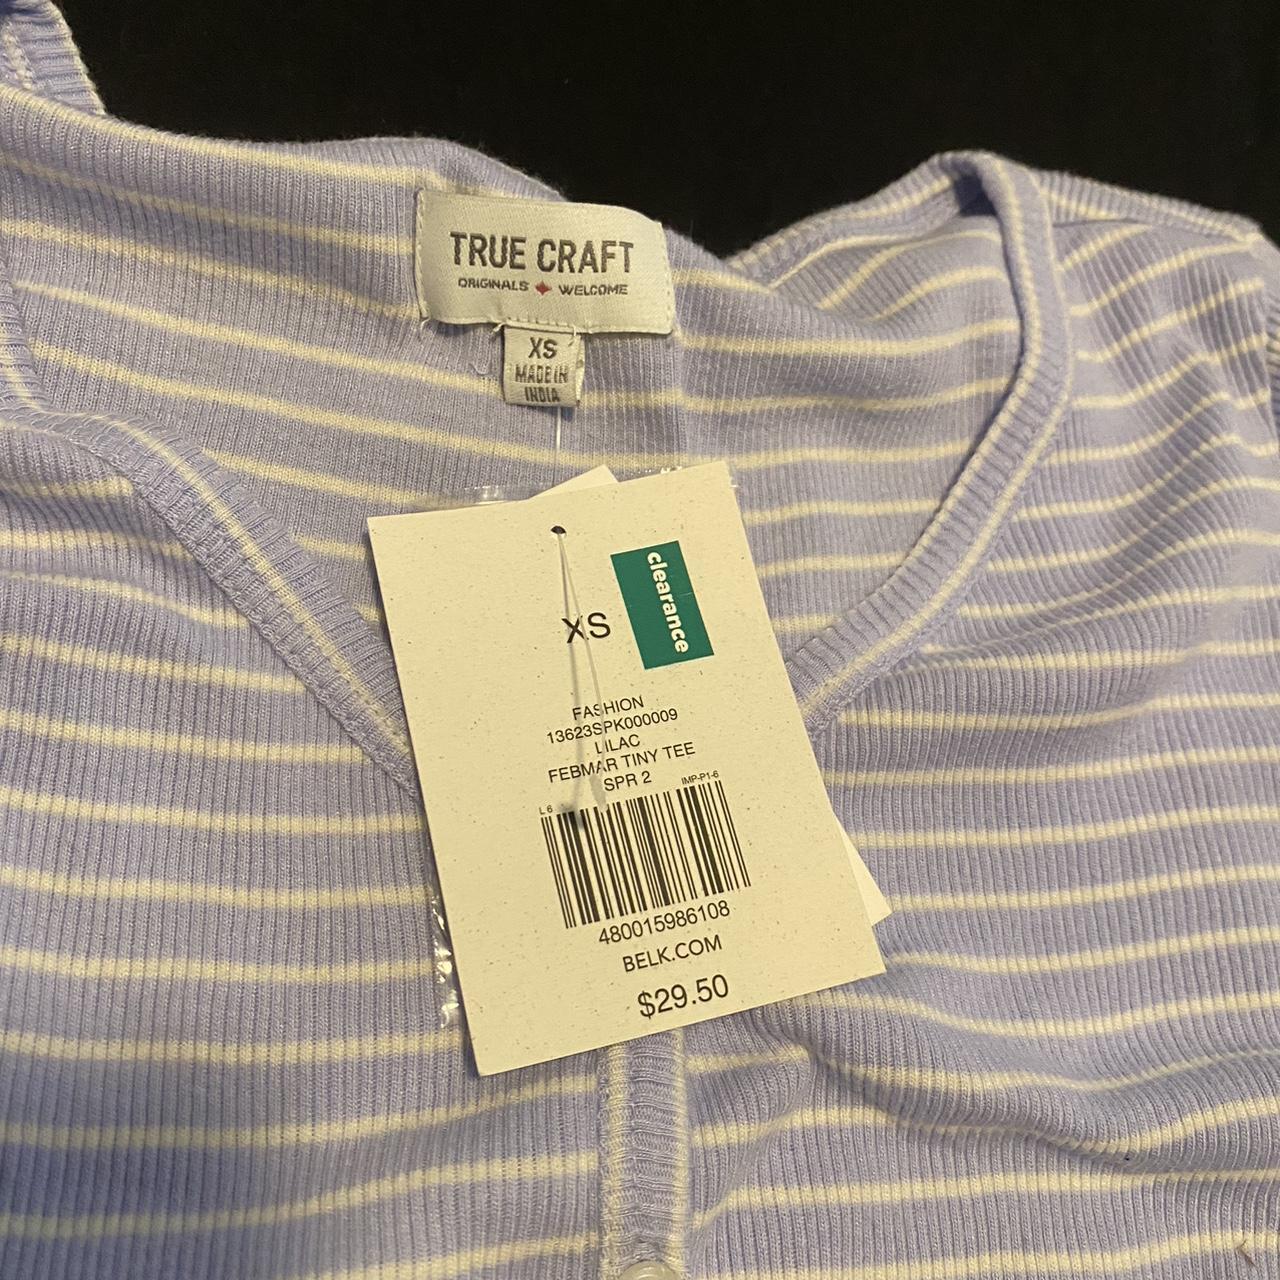 TRUE CRAFT
ORIGINALS WELCOME
XS
MADE IN
INDIA
clearance
XS
FASHION
13623SPK000009
LILAC
FEBMAR TINY TEE
SPR 2
IMP-P1-6
L 6
480015986108
BELK.COM
$29.50